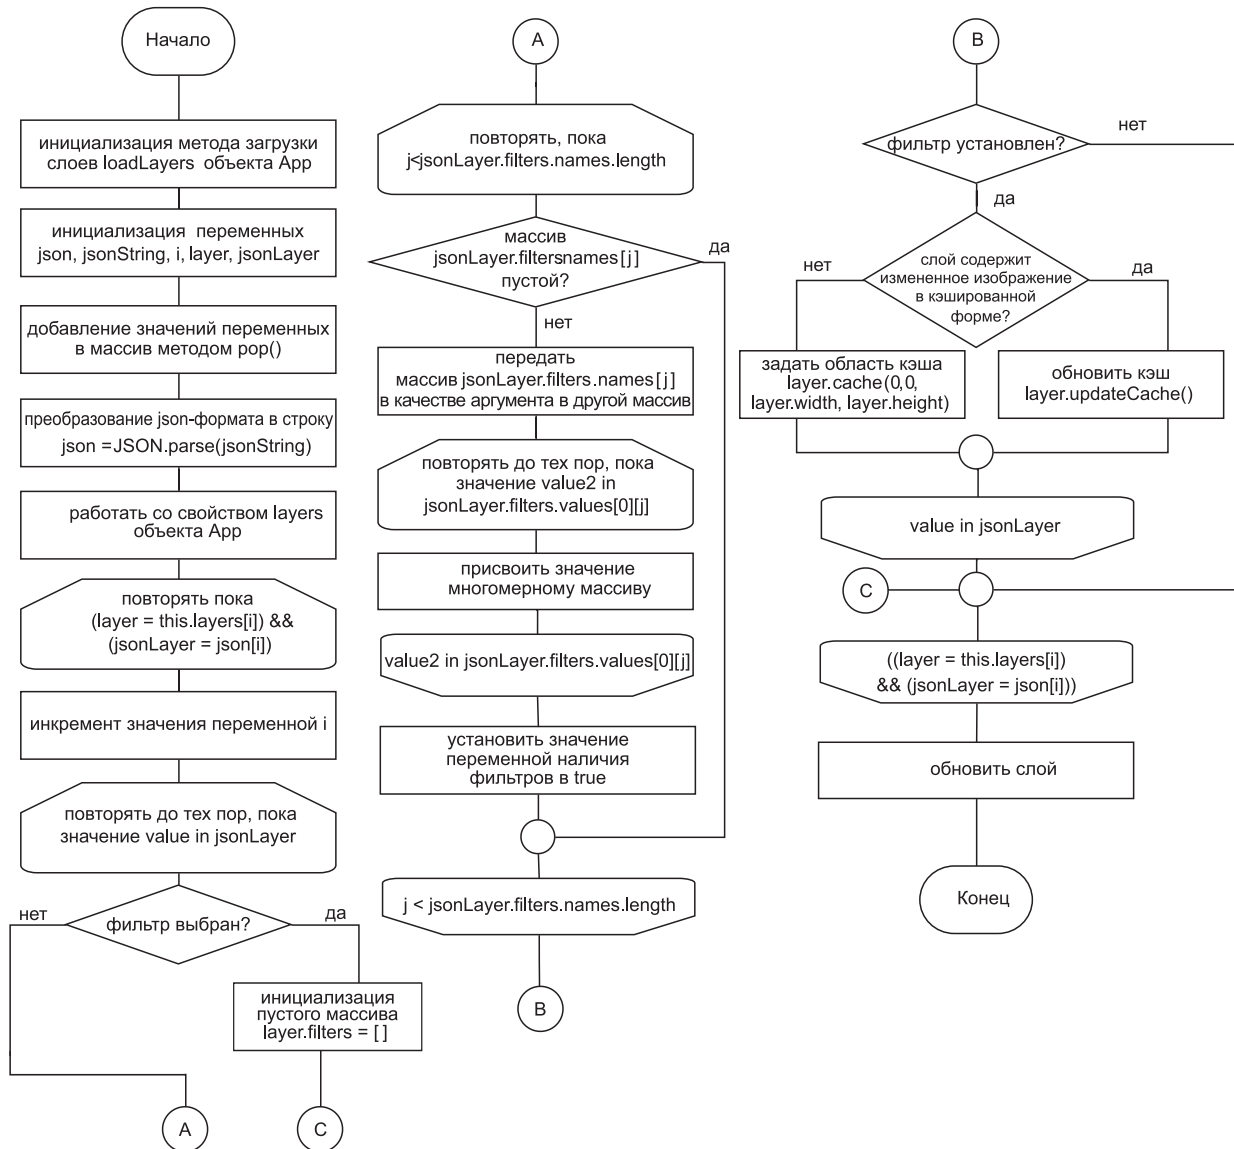 Начало
инициализация метода загрузки
слоев loadLayers объекта App
инициализация переменных
json, jsonString, i, layer, jsonLayer
добавление значений переменных
в массив методом pop()
преобразование json-формата в строку
json =JSON.parse(jsonString)
работать со свойством layers
объекта App
повторять пока
(layer = this.layers[i]) &&
(jsonLayer = json[i])
инкремент значения переменной i
повторять до тех пор, пока
значение value in jsonLayer
нет
да
фильтр выбран?
инициализация
пустого массива
layer.filters = [ ]
A
C
A
повторять, пока
j<jsonLayer.filters.names.length
массив
jsonLayer.filtersnames[ j ]
пустой?
да
нет
передать
массив jsonLayer.filters.names[ j ]
в качестве аргумента в другой массив
повторять до тех пор, пока
значение value2 in
jsonLayer.filters.values[0][j]
присвоить значение
многомерному массиву
value2 in jsonLayer.filters.values[0][j]
установить значение
переменной наличия
фильтров в true
j < jsonLayer.filters.names.length
B
B
фильтр установлен?
нет
да
слой содержит
измененное изображение
в кэшированной
форме?
нет
да
задать область кэша
layer.cache(0,0,
layer.width, layer.height)
обновить кэш
layer.updateCache()
value in jsonLayer
C
((layer = this.layers[i])
&& (jsonLayer = json[i]))
обновить слой
Конец